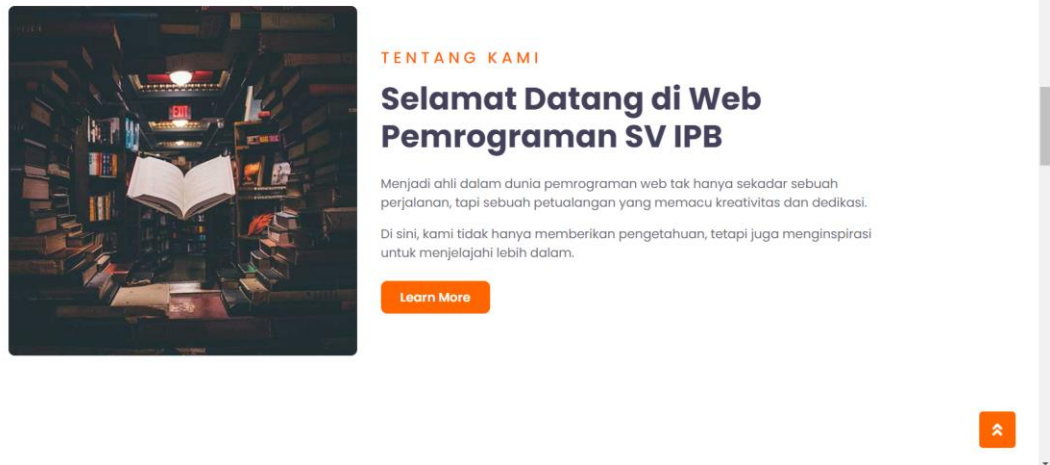 EXIT
TENTANG KAMI
Selamat Datang di Web
Pemrograman SV IPB
Menjadi ahli dalam dunia pemrograman web tak hanya sekadar sebuah
perjalanan, tapi sebuah petualangan yang memacu kreativitas dan dedikasi.
Di sini, kami tidak hanya memberikan pengetahuan, tetapi juga menginspirasi
untuk menjelajahi lebih dalam.
Learn More